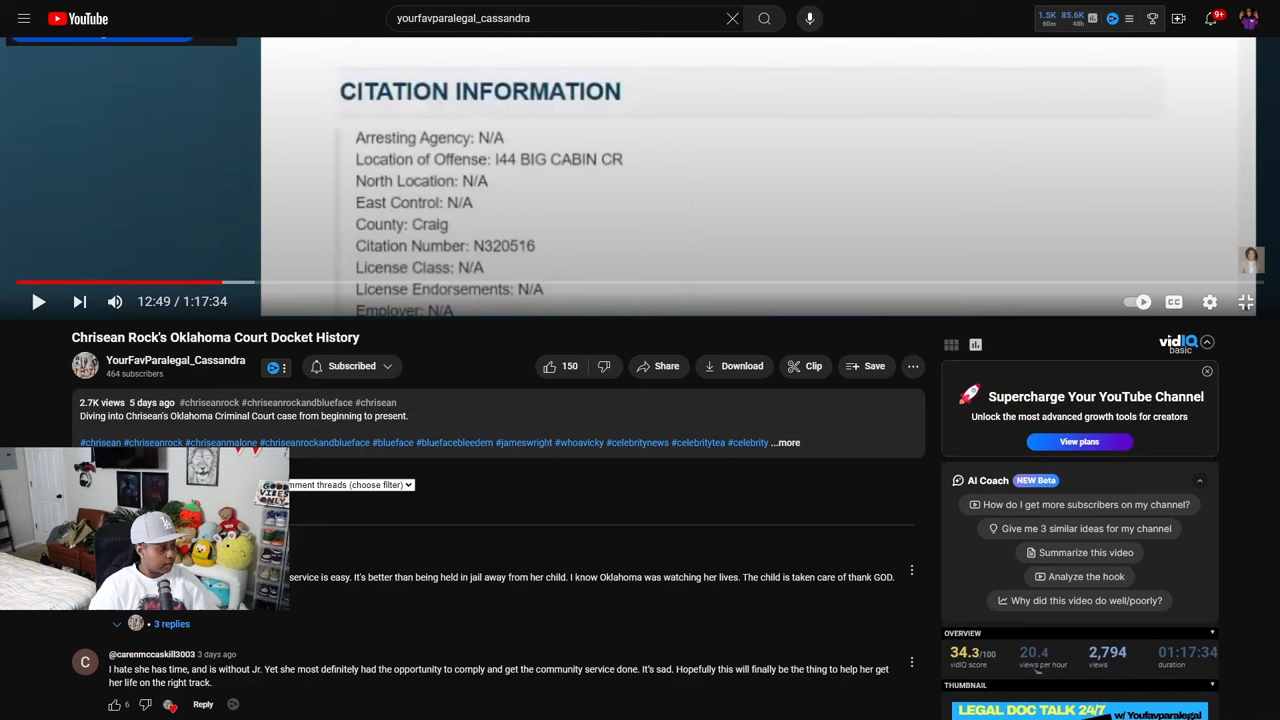 YouTube
yourfavparalegal_cassandra
1.5K 85.6K
60m 48h
9+
CITATION INFORMATION
Arresting Agency: N/A
Location of Offense: I44 BIG CABIN CR
North Location: N/A
East Control: N/A
County: Craig
Citation Number: N320516
License Class: N/A
License Endorsements: N/A
Employer: N/A
12:49 / 1:17:34
CC
Chrisean Rock's Oklahoma Court Docket History
YourFavParalegal_Cassandra
464 subscribers
Subscribed
150
Share
Download
Clip
Save
2.7K views 5 days ago #chriseanrock #chriseanrockandblueface #chrisean
Diving into Chrisean's Oklahoma Criminal Court case from beginning to present.
#chrisean #chriseanrock #chriseanmalone #chriseanrockandblueface #blueface #bluefacebleedem #jameswright #whoavicky #celebritynews #celebritytea #celebrity ...more
mment threads (choose filter)
GOOD
VIBES
ONLY
LA
service is easy. It's better than being held in jail away from her child. I know Oklahoma was watching her lives. The child is taken care of thank GOD.
3 replies
C
@carenmccaskill3003 3 days ago
I hate she has time, and is without Jr. Yet she most definitely had the opportunity to comply and get the community service done. It's sad. Hopefully this will finally be the thing to help her get
her life on the right track.
6
Reply
vidIQ
basic
Supercharge Your YouTube Channel
Unlock the most advanced growth tools for creators
View plans
AI Coach NEW Beta
How do I get more subscribers on my channel?
Give me 3 similar ideas for my channel
Summarize this video
Analyze the hook
Why did this video do well/poorly?
OVERVIEW
34.3/100 20.4 2,794 01:17:34
vidIQ score views per hour views duration
THUMBNAIL
LEGAL DOC TALK 24/7
w/ Youfavparalegal